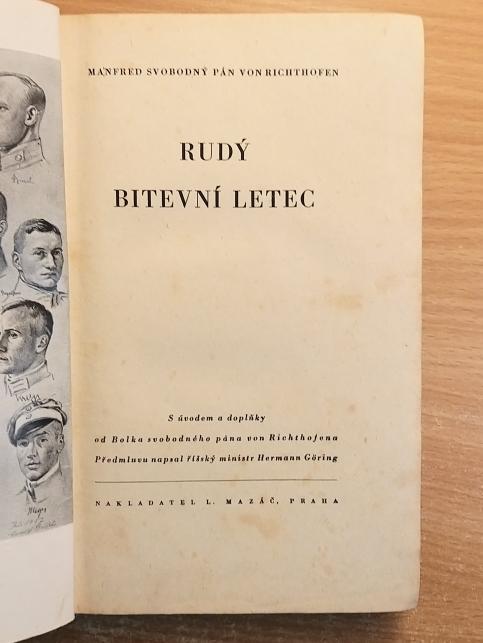 MANFRED SVOBODNÝ PÁN VON RICHTHOFEN
RUDÝ
BITEVNÍ LETEC
S úvodem a doplňky
od Bolka svobodného pána von Richthofena
Předmluvu napsal říšský ministr Hermann Göring
NAKLADATEL L. MAZÁČ, PRAHA